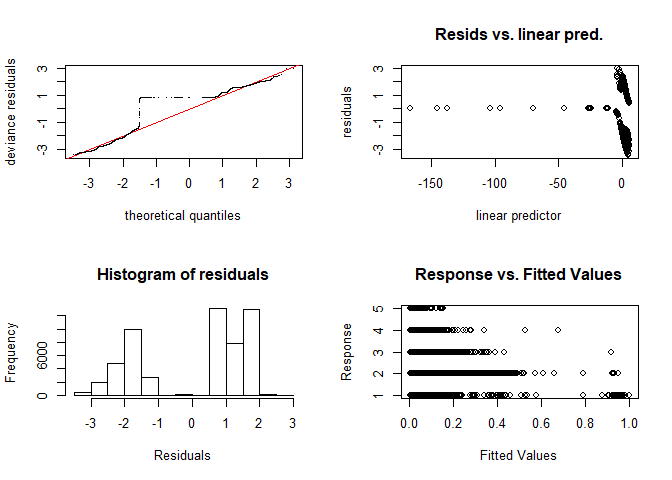 deviance residuals
-3 -1 1 3
-3 -2 -1 0 1 2 3
theoretical quantiles
Resids vs. linear pred.
residuals
-3 -1 1 3
-150 -100 -50 0
linear predictor
Histogram of residuals
Frequency
0 6000
-3 -2 -1 0 1 2 3
Residuals
Response vs. Fitted Values
Response
1 2 3 4 5
0.0 0.2 0.4 0.6 0.8 1.0
Fitted Values